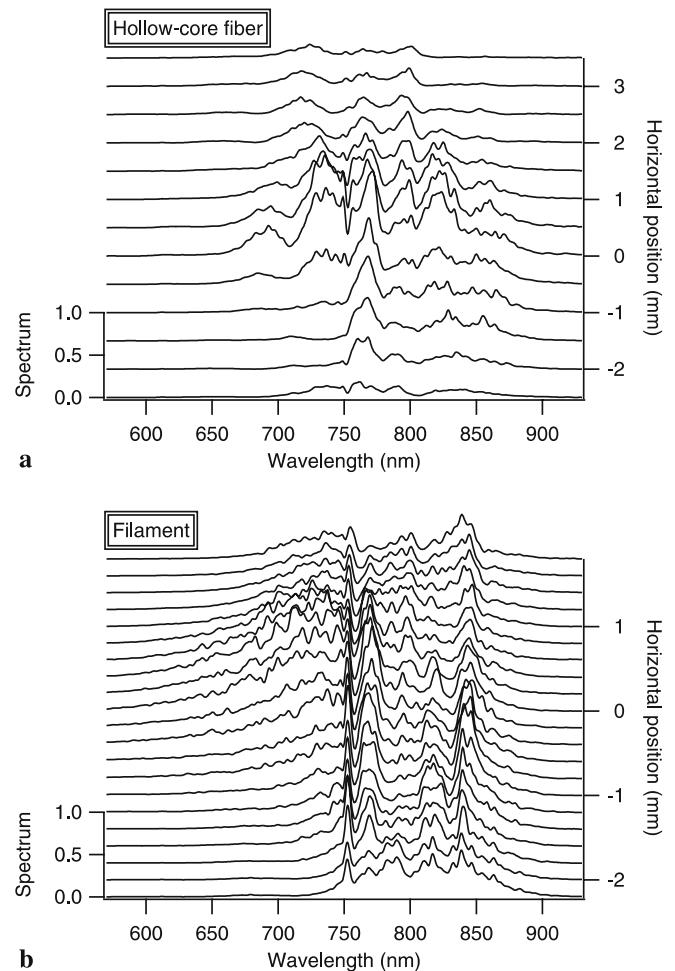 Hollow-core fiber
3
2
1
0
-1
-2
Horizontal position (mm)
1.0
0.5
0.0
Spectrum
600 650 700 750 800 850 900
Wavelength (nm)
a
Filament
1
0
-1
-2
Horizontal position (mm)
1.0
0.5
0.0
Spectrum
600 650 700 750 800 850 900
Wavelength (nm)
b